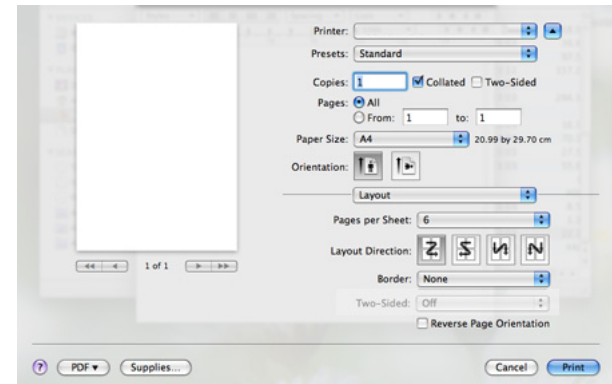 Printer:
Presets: Standard
Copies: 1 Collated Two-Sided
Pages: All
From: 1 to: 1
Paper Size: A4 20.99 by 29.70 cm
Orientation:
Layout
Pages per Sheet: 6
Layout Direction:
1 of 1
Border: None
Two-Sided: Off
Reverse Page Orientation
? PDF Supplies... Cancel Print